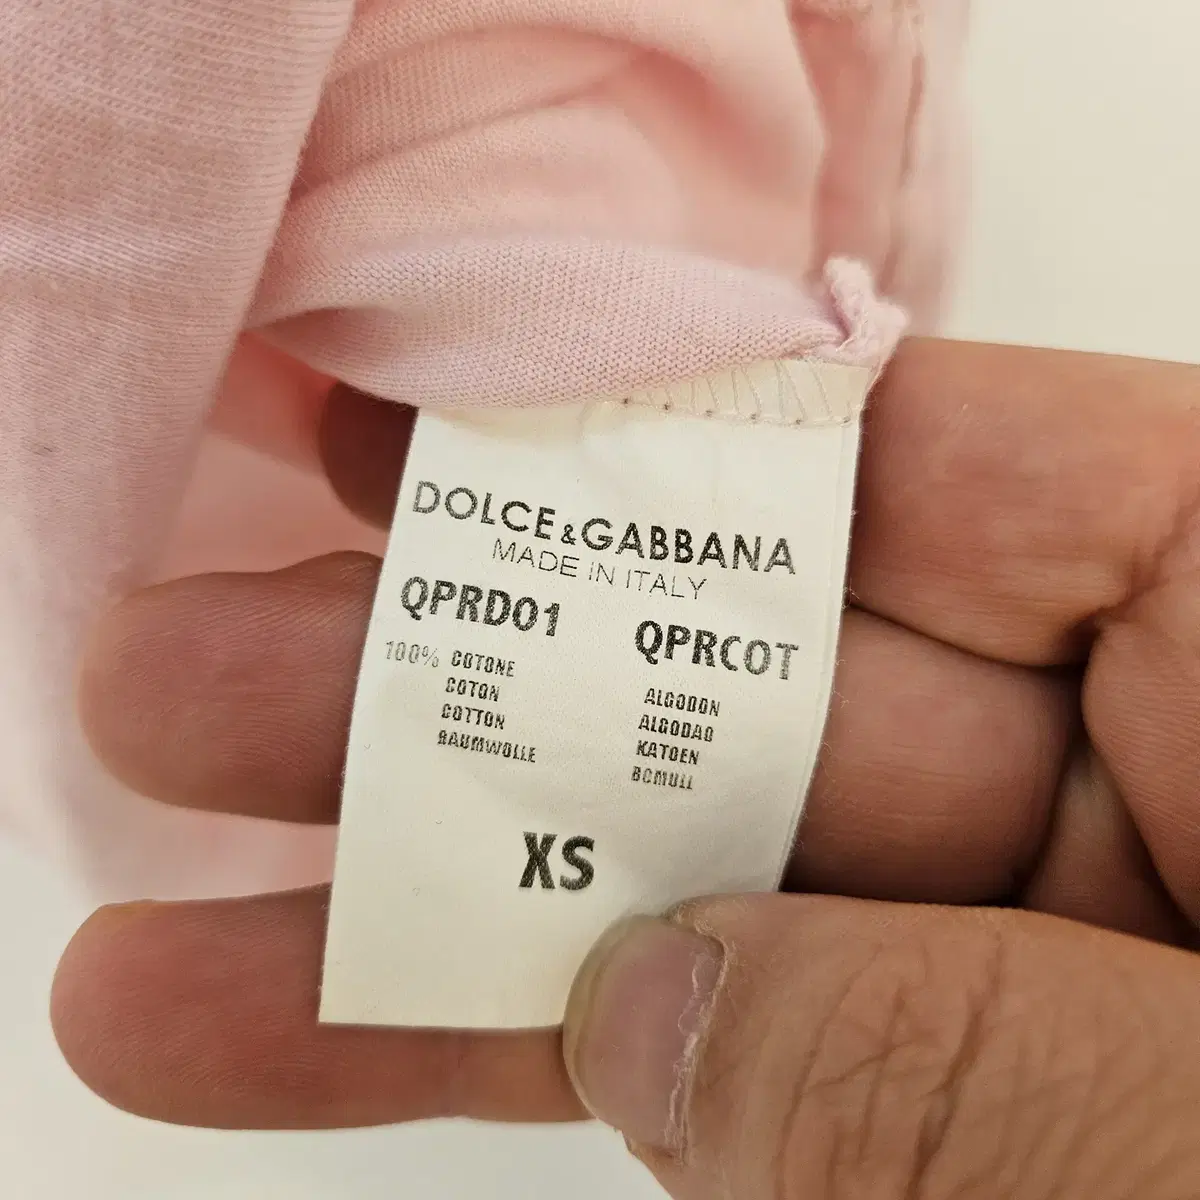 DOLCE&GABBANA
MADE IN ITALY
QPRD01 QPRCOT
100% COTONE ALGODON
COTON ALGODAO
COTTON KATOEN
BAUMWOLLE BOMULL
XS